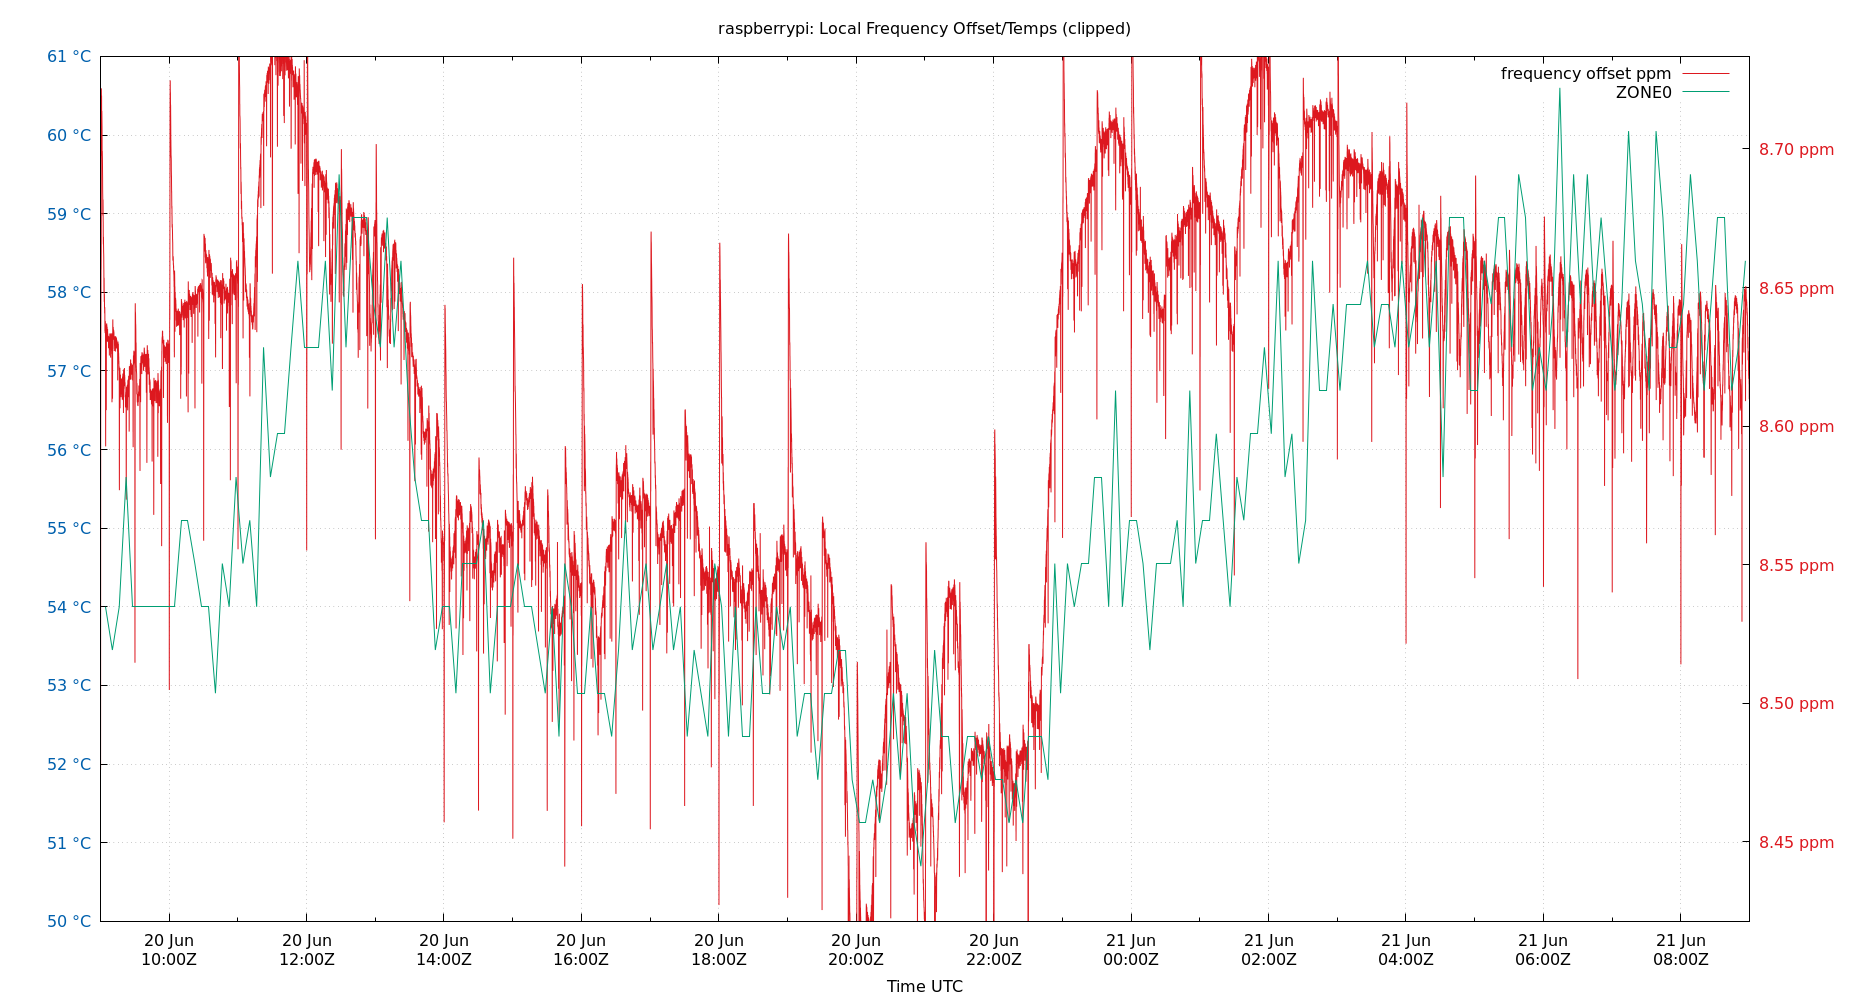 raspberrypi: Local Frequency Offset/Temps (clipped)
61 °C
60 °C
59 °C
58 °C
57 °C
56 °C
55 °C
54 °C
53 °C
52 °C
51 °C
50 °C
frequency offset ppm
ZONE0
8.70 ppm
8.65 ppm
8.60 ppm
8.55 ppm
8.50 ppm
8.45 ppm
20 Jun 20 Jun 20 Jun 20 Jun 20 Jun 20 Jun 20 Jun 21 Jun 21 Jun 21 Jun 21 Jun 21 Jun
10:00Z 12:00Z 14:00Z 16:00Z 18:00Z 20:00Z 22:00Z 00:00Z 02:00Z 04:00Z 06:00Z 08:00Z
Time UTC